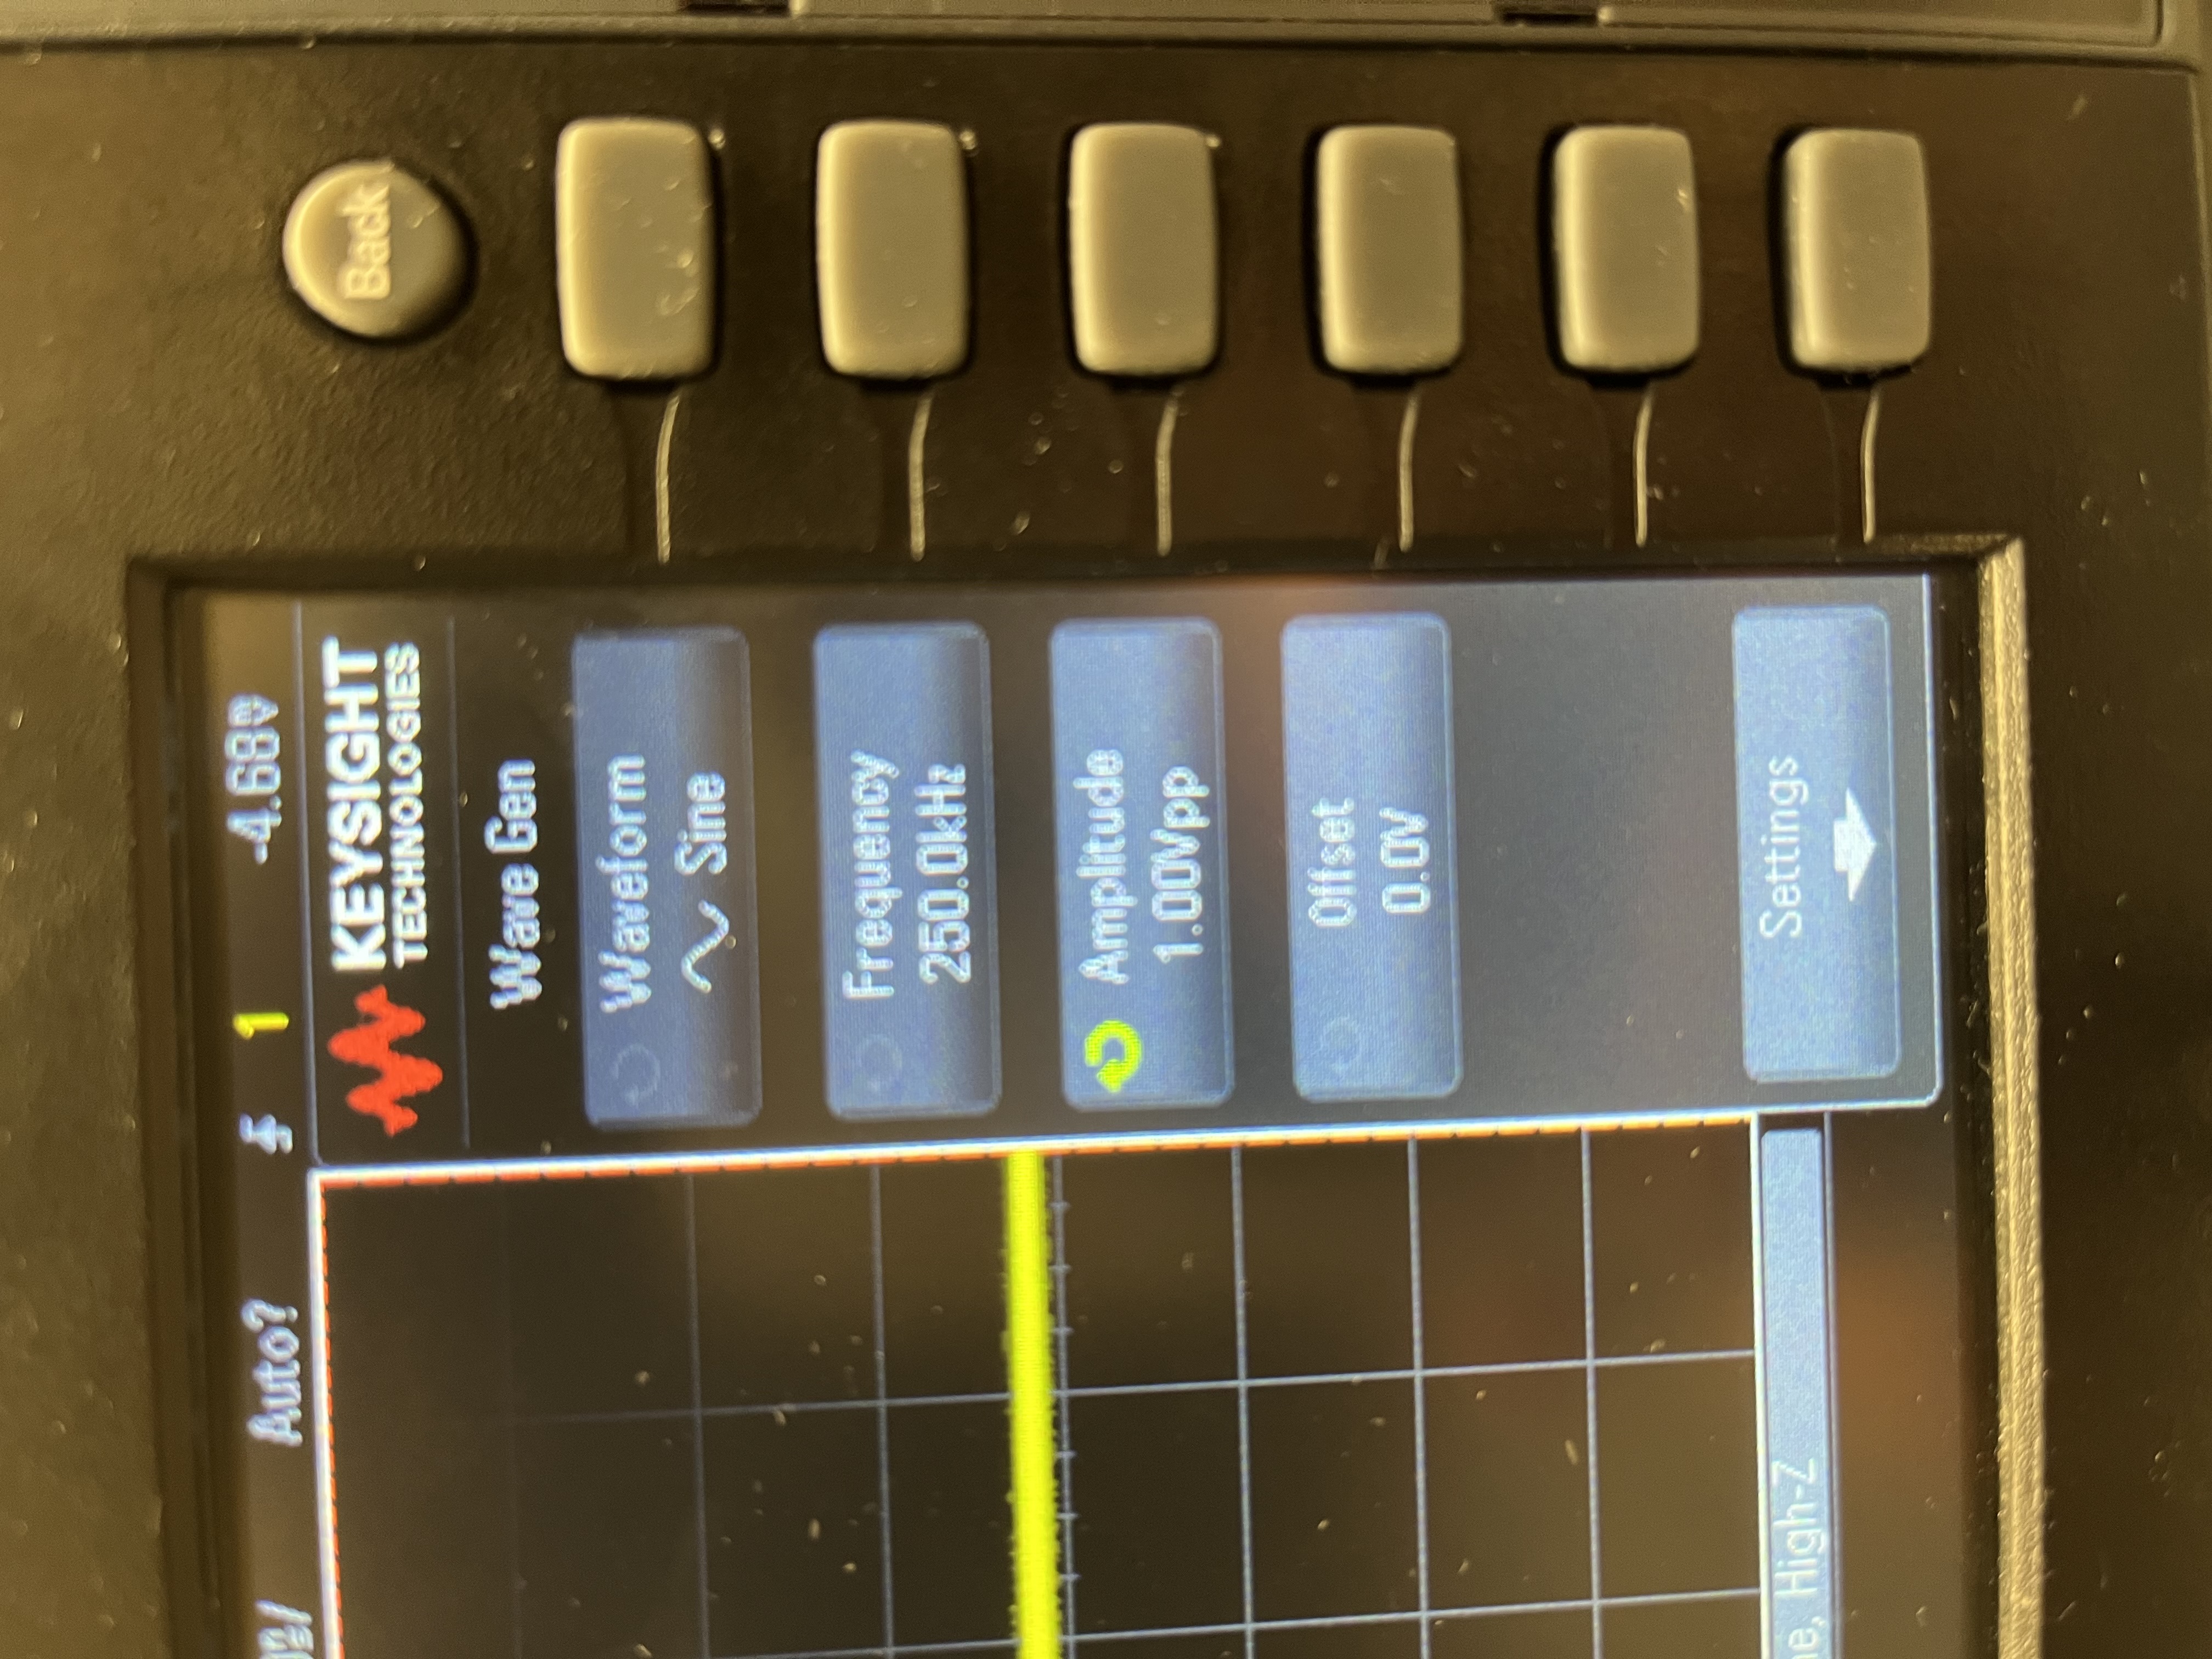 Auto? 1 -4.68V
KEYSIGHT
TECHNOLOGIES
Back
Wave Gen
Waveform
Sine
Frequency
250.0kHz
Amplitude
1.00Vpp
Offset
0.0V
High-Z
Settings